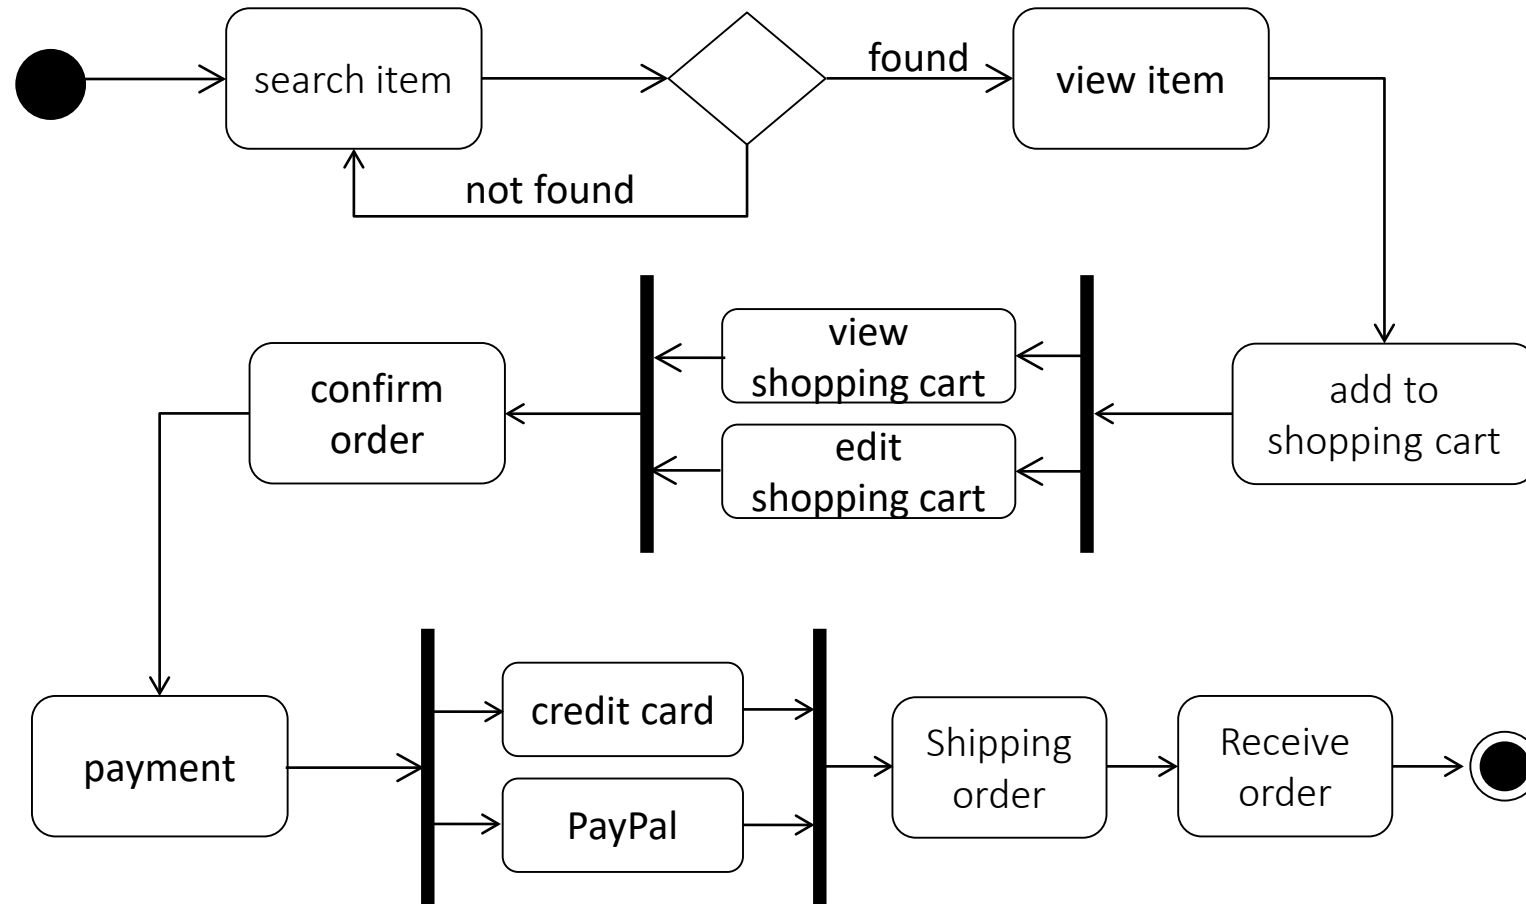 search item
found
view item
not found
view
shopping cart
confirm
order
add to
shopping cart
edit
shopping cart
credit card
payment
PayPal
Shipping
order
Receive
order